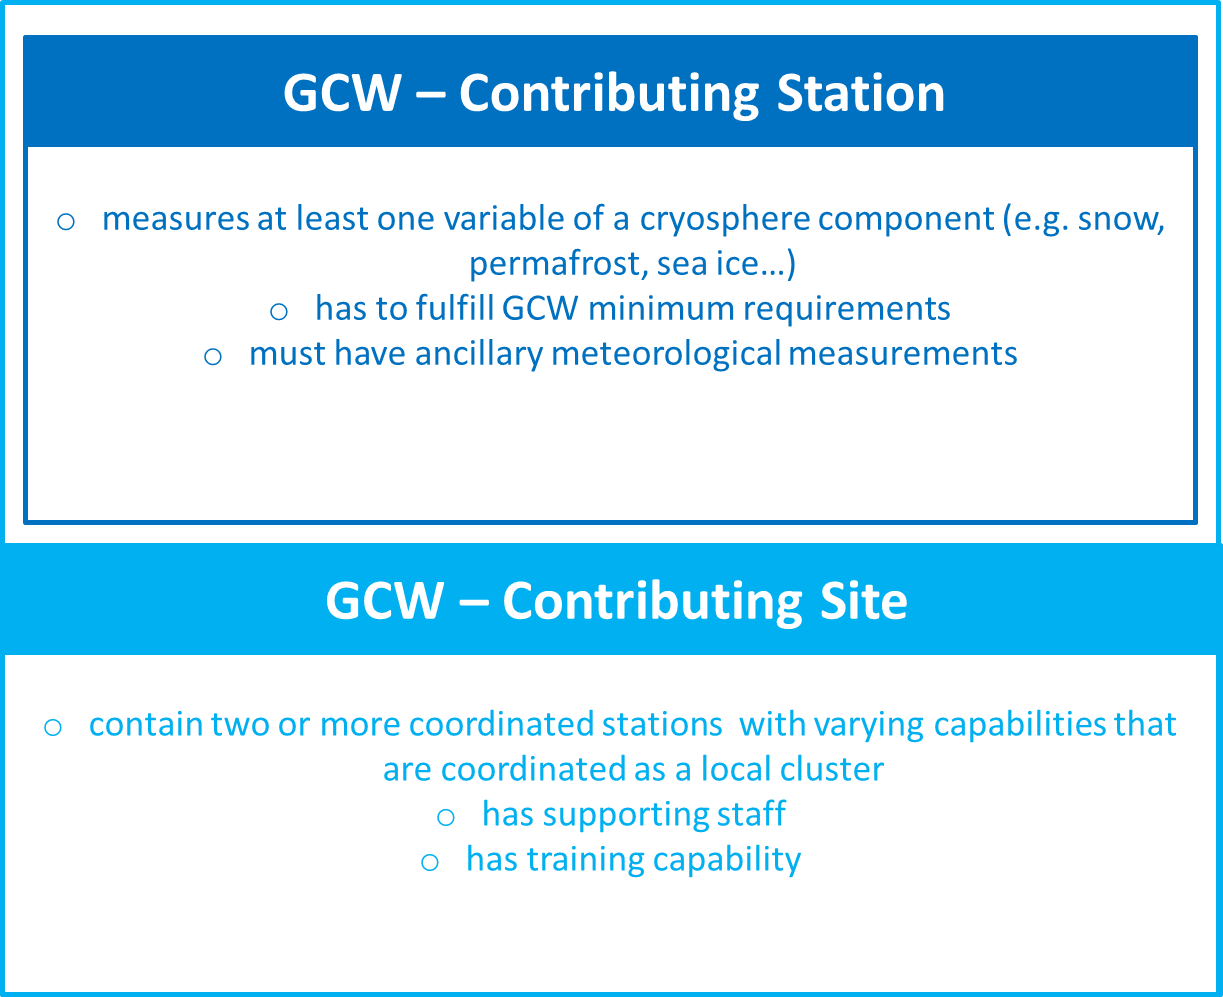 GCW – Contributing Station
o measures at least one variable of a cryosphere component (e.g. snow,
permafrost, sea ice...)
o has to fulfill GCW minimum requirements
o must have ancillary meteorological measurements
GCW – Contributing Site
o contain two or more coordinated stations  with varying capabilities that
are coordinated as a local cluster
o has supporting staff
o has training capability